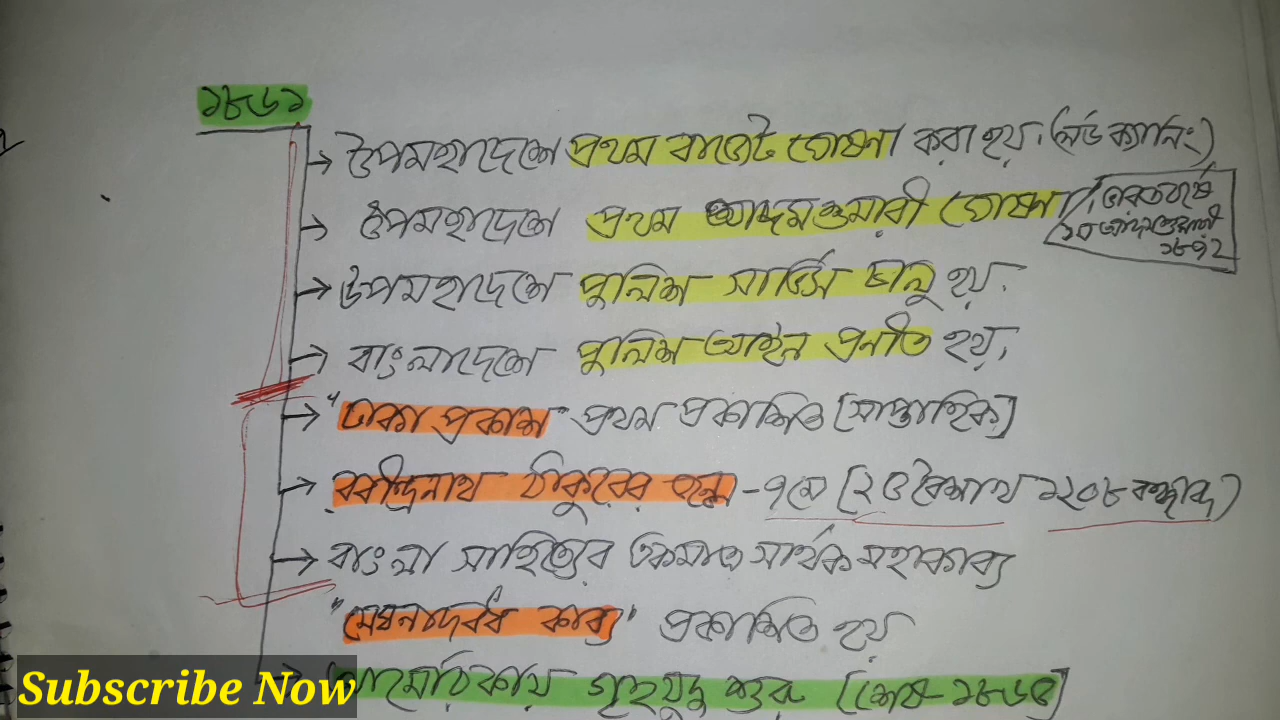 ১৮৬১
→ উপমহাদেশে প্রথম বাজেট ঘোষণা করা হয়। (লর্ড ক্যানিং)
→ উপমহাদেশে প্রথম আদমশুমারী ঘোষণা
ভারতবর্ষে
১ম আদমশুমারী
১৮৭২
→ উপমহাদেশে পুলিশ সার্ভিস চালু হয়.
→ বাংলাদেশে পুলিশ আইন প্রনীত হয়,
→ "ঢাকা প্রকাশ" প্রথম প্রকাশিত (সাপ্তাহিক)
→ রবীন্দ্রনাথ ঠাকুরের জন্ম - ৭মে (২৫ বৈশাখ ১২৬৮ বঙ্গাব্দ)
→ বাংলা সাহিত্যের একমাত্র সার্থক মহাকাব্য
"মেঘনাদবধ কাব্য" প্রকাশিত হয়
→ আমেরিকায় গৃহযুদ্ধ শুরু (শেষ-১৮৬৫)
Subscribe Now